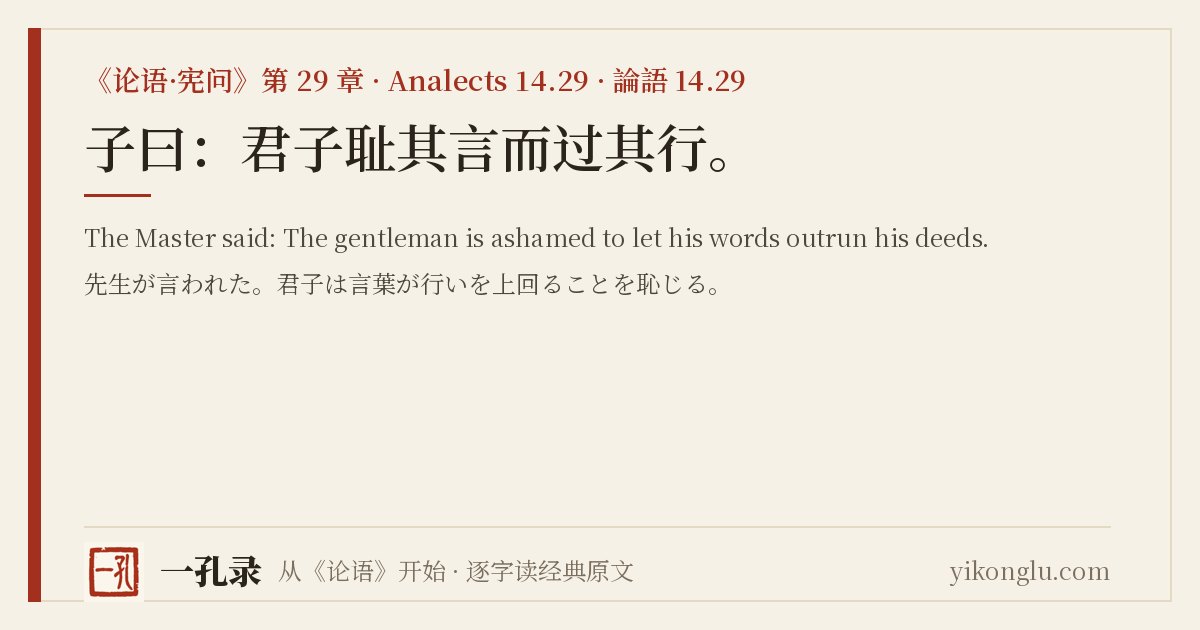 《论语·宪问》第 29 章 · Analects 14.29 · 論語 14.29
子曰：君子耻其言而过其行。
The Master said: The gentleman is ashamed to let his words outrun his deeds.
先生が言われた。君子は言葉が行いを上回ることを恥じる。
一孔
一孔录 从《论语》开始 · 逐字读经典原文 yikonglu.com